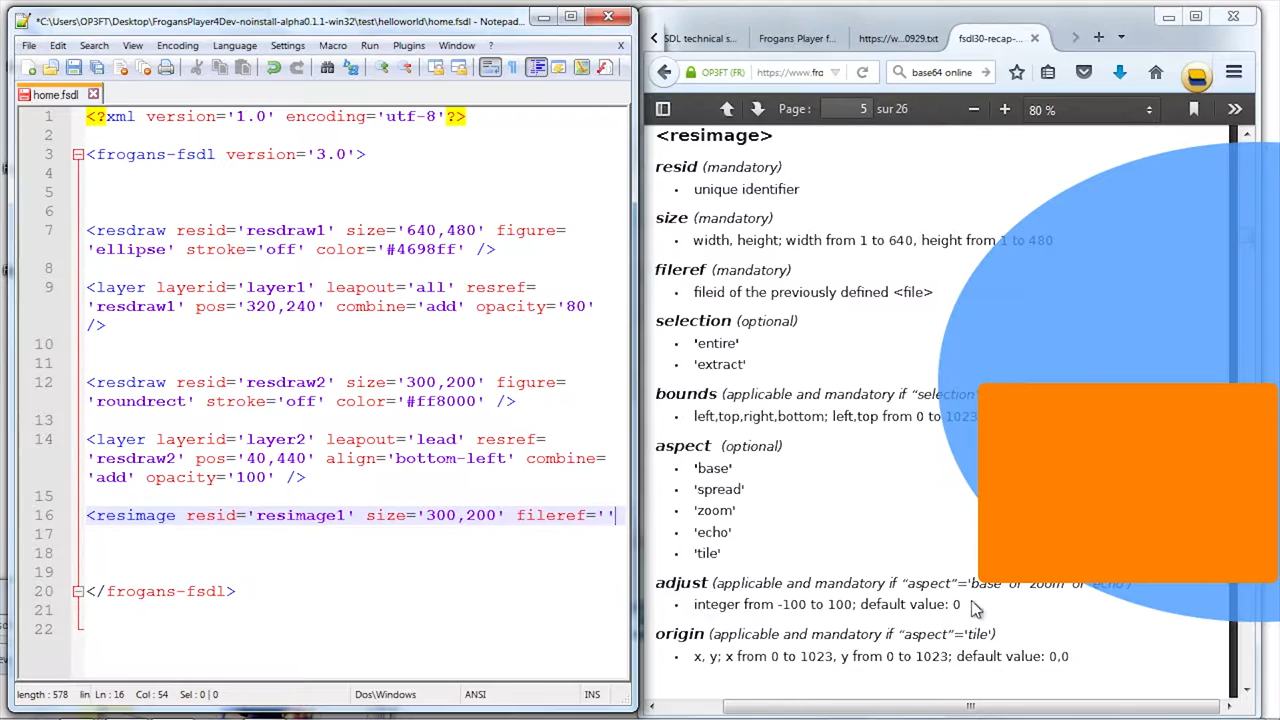 *C:\Users\OP3FT\Desktop\FrogansPlayer4Dev-noinstall-alpha0.1.1-win32\test\helloworld\home.fsdl - Notepad...
File Edit Search View Encoding Language Settings Macro Run Plugins Window ? X
home.fsdl
1 <?xml version='1.0' encoding='utf-8'?>
2
3 <frogans-fsdl version='3.0'>
4
5
6
7 <resdraw resid='resdraw1' size='640,480' figure=
'ellipse' stroke='off' color='#4698ff' />
8
9 <layer layerid='layer1' leapout='all' resref=
'resdraw1' pos='320,240' combine='add' opacity='80'
/>
10
11
12 <resdraw resid='resdraw2' size='300,200' figure=
'roundrect' stroke='off' color='#ff8000' />
13
14 <layer layerid='layer2' leapout='lead' resref=
'resdraw2' pos='40,440' align='bottom-left' combine=
'add' opacity='100' />
15
16 <resimage resid='resimage1' size='300,200' fileref=''
17
18
19
20 </frogans-fsdl>
21
22
length : 578 lin Ln : 16 Col : 54 Sel : 0 | 0 Dos\Windows ANSI INS
SDL technical s... Frogans Player f... https://w...0929.txt fsdl30-recap-...
OP3FT (FR) https://www.fro base64 online
Page : 5 sur 26 80 %
<resimage>
resid (mandatory)
• unique identifier
size (mandatory)
• width, height; width from 1 to 640, height from 1 to 480
fileref (mandatory)
• fileid of the previously defined <file>
selection (optional)
• 'entire'
• 'extract'
bounds (applicable and mandatory if “selection”
• left,top,right,bottom; left,top from 0 to 1023
aspect (optional)
• 'base'
• 'spread'
• 'zoom'
• 'echo'
• 'tile'
adjust (applicable and mandatory if “aspect”='base' or 'zoom' or 'echo')
• integer from -100 to 100; default value: 0
origin (applicable and mandatory if “aspect”='tile')
• x, y; x from 0 to 1023, y from 0 to 1023; default value: 0,0